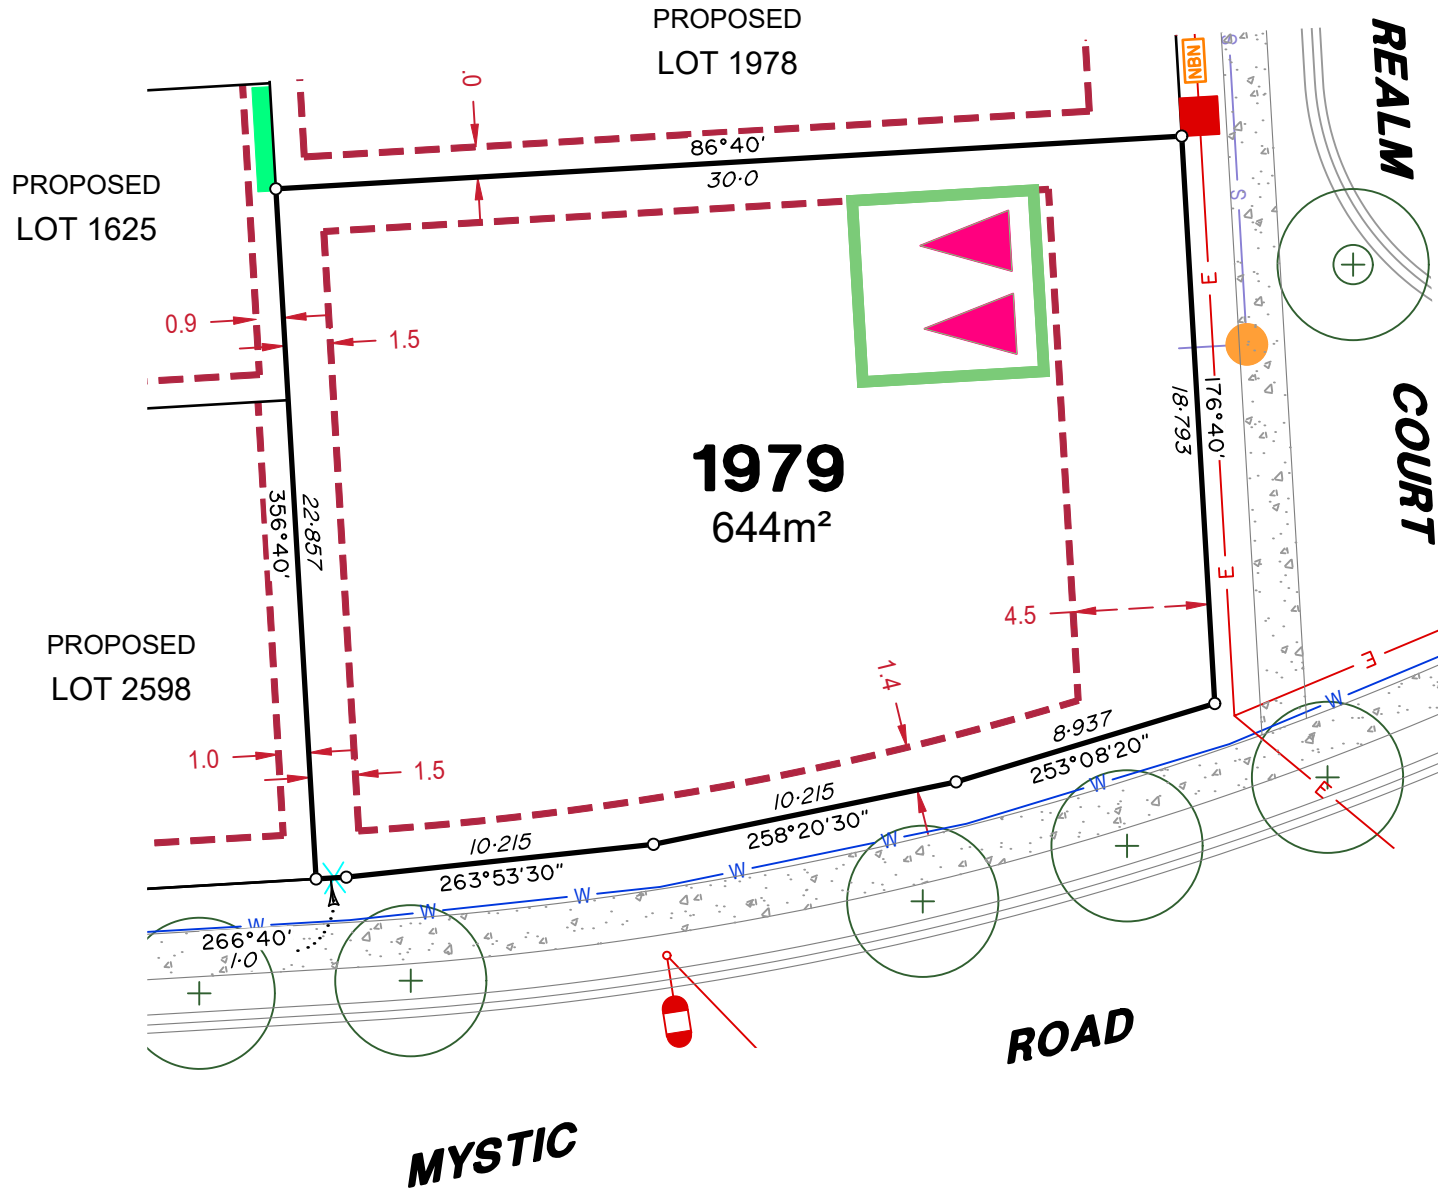 PROPOSED
LOT 1978
REALM
COURT
NBN
S
.0
86°40'
30·0
PROPOSED
LOT 1625
S
E
0.9
1.5
176°40'
18·793
1979
644m²
356°40'
22·857
E
4.5
PROPOSED
LOT 2598
E
W
1.4
8·937
253°08'20"
1.0
1.5
W
E
10·215
258°20'30"
W
10·215
263°53'30"
W
W
W
W
266°40'
1·0
ROAD
MYSTIC